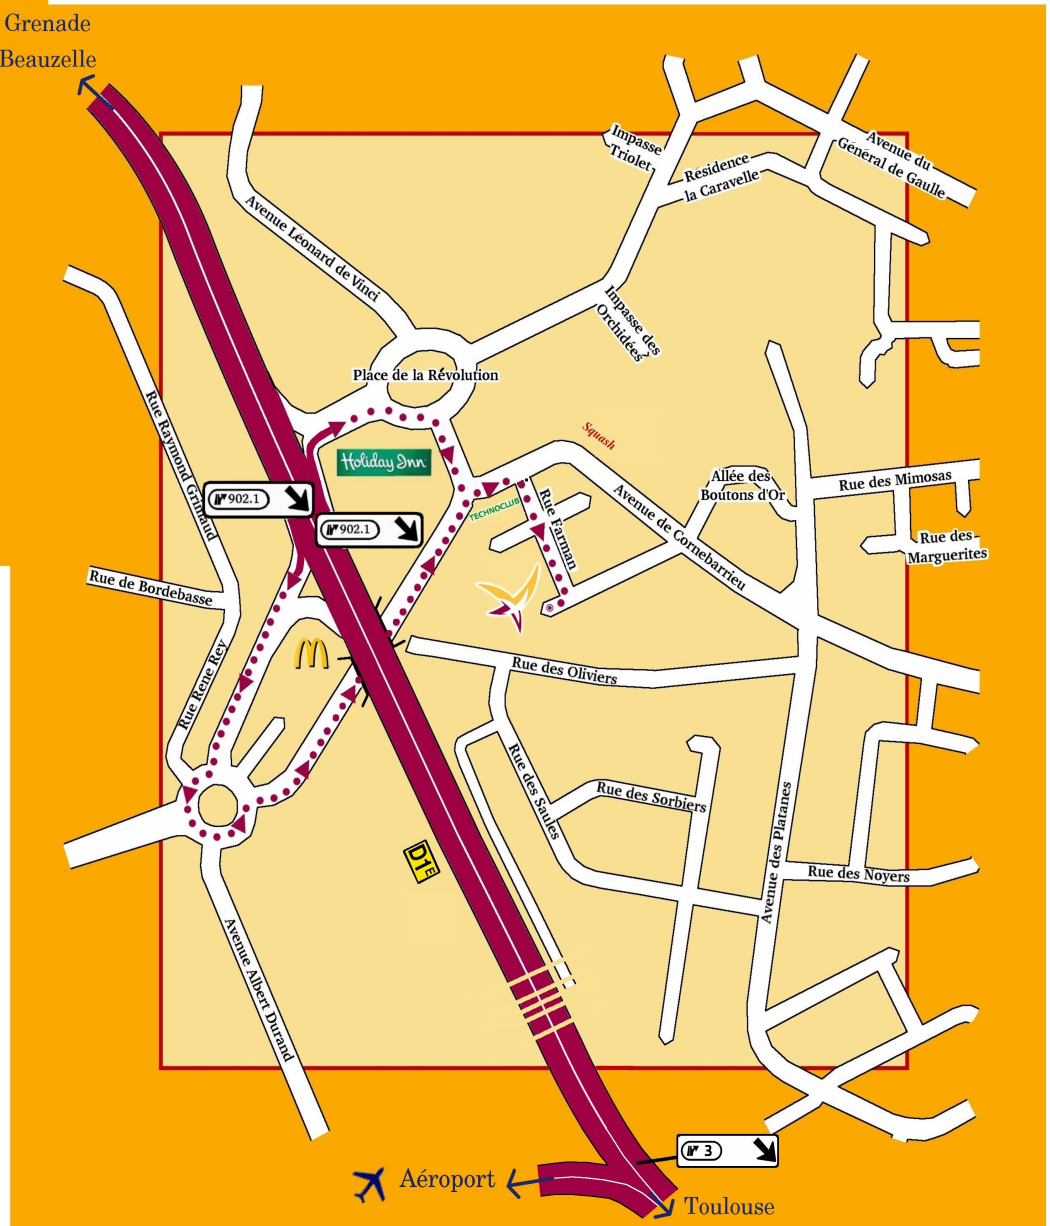 Grenade
Beauzelle
Avenue Léonard de Vinci
Impasse
Triolet
Résidence
la Caravelle
Avenue du
Général de Gaulle
Impasse des
Orchidées
Place de la Révolution
Rue Raymond Grimaud
Holiday Inn
Squash
902.1
902.1
TECHNOCLUB
Rue Farman
Avenue de Cornebarrieu
Allée des
Boutons d'Or
Rue des Mimosas
Rue des
Marguerites
Rue de Bordebasse
Rue Rene Rey
M
Rue des Oliviers
Rue des Saules
Rue des Sorbiers
Avenue des Platanes
Rue des Noyers
D1E
Avenue Albert Durand
3
Aéroport
Toulouse